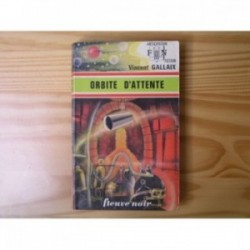 Vincent GALLAIX
ORBITE D'ATTENTE
fleuve noir